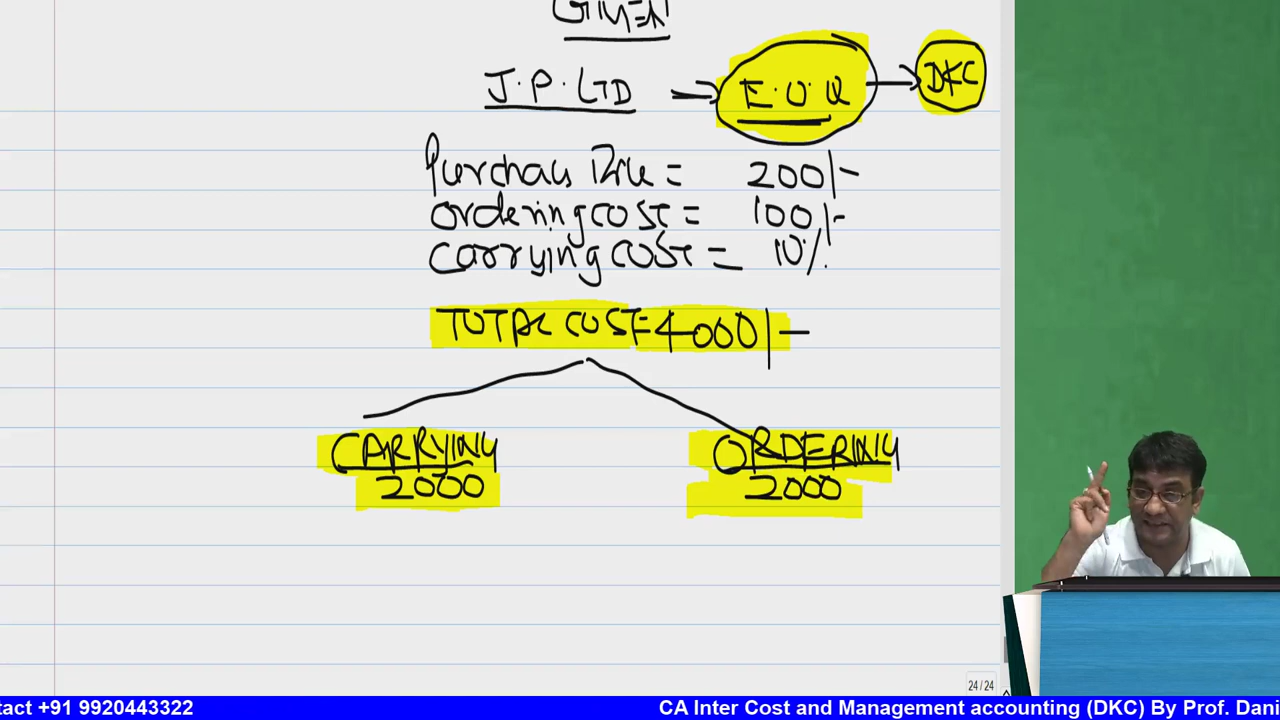 GIVEN
J.P. LTD → E.O.Q → DKC
Purchas Price = 200/-
ordering cost = 100/-
carrying cost = 10%
TOTAL COST = 4000/-
CARRYING ORDERING
2000 2000
24 / 24
tact +91 9920443322 CA Inter Cost and Management accounting (DKC) By Prof. Dani